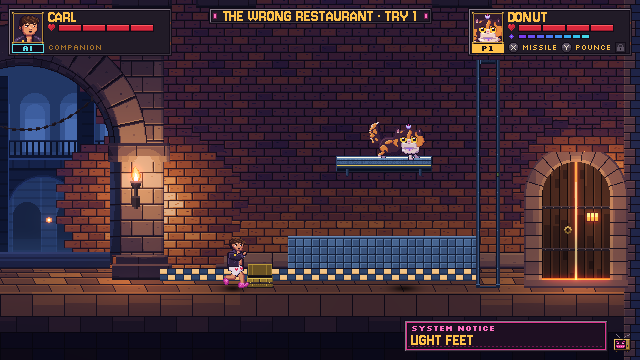 CARL
AI
COMPANION
THE WRONG RESTAURANT · TRY 1
DONUT
P1
X MISSILE Y POUNCE
SYSTEM NOTICE
LIGHT FEET